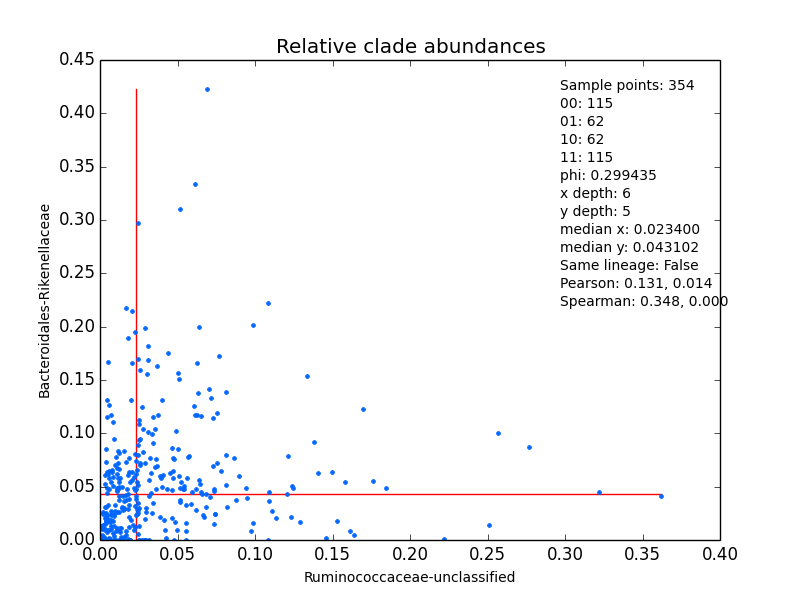 Relative clade abundances
Sample points: 354
00: 115
01: 62
10: 62
11: 115
phi: 0.299435
x depth: 6
y depth: 5
median x: 0.023400
median y: 0.043102
Same lineage: False
Pearson: 0.131, 0.014
Spearman: 0.348, 0.000
0.45
0.40
0.35
0.30
0.25
0.20
0.15
0.10
0.05
0.00
Bacteroidales-Rikenellaceae
0.00 0.05 0.10 0.15 0.20 0.25 0.30 0.35 0.40
Ruminococcaceae-unclassified